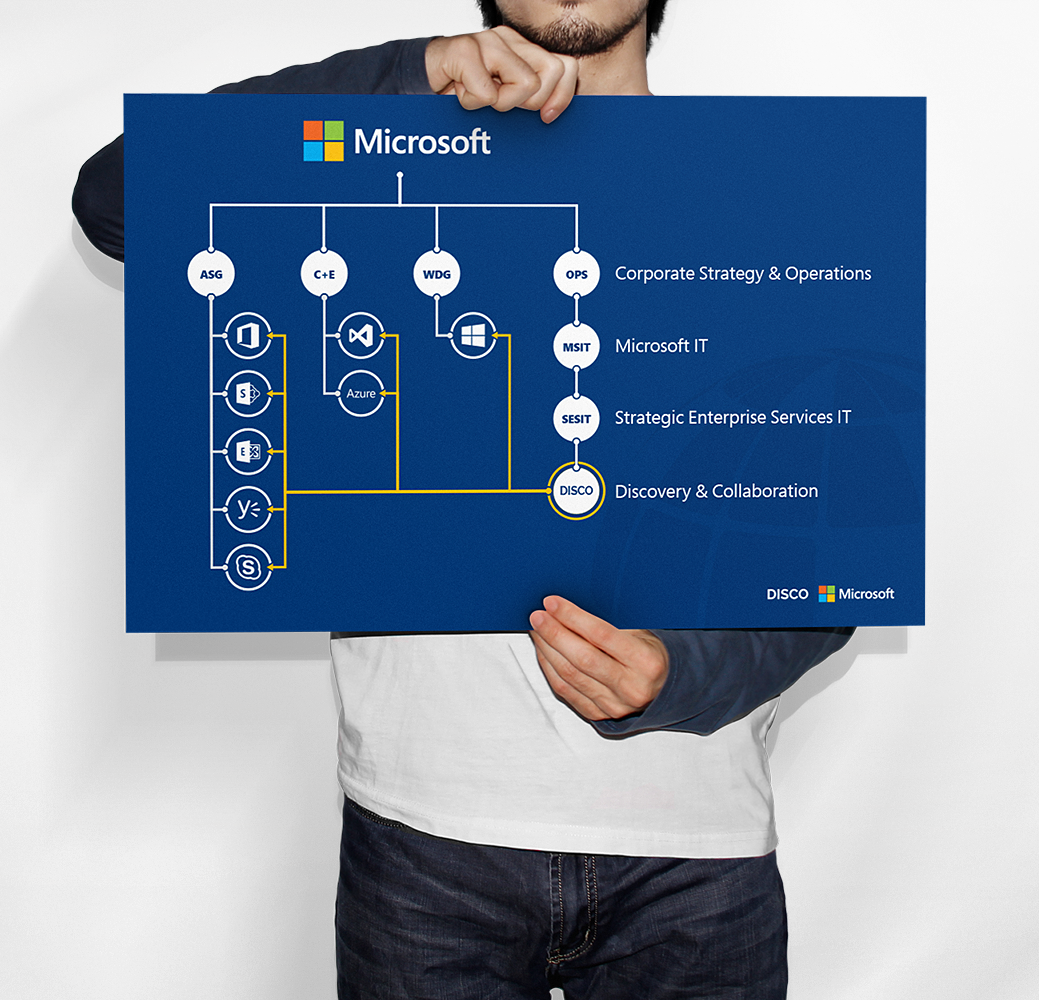 Microsoft
ASG
C+E
WDG
OPS Corporate Strategy & Operations
MSIT Microsoft IT
S
Azure
SESIT Strategic Enterprise Services IT
E
DISCO Discovery & Collaboration
y
S
DISCO Microsoft